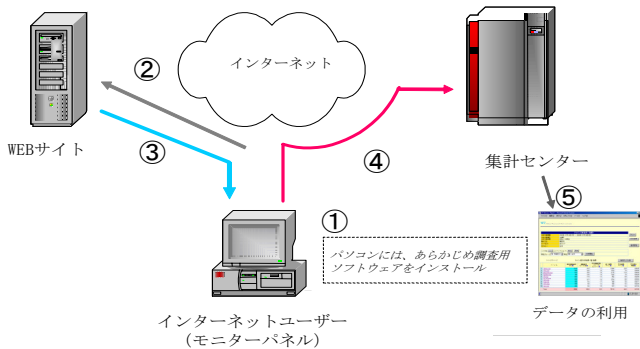 インターネット
②
WEBサイト
③
④
集計センター
⑤
①
パソコンには、あらかじめ調査用
ソフトウェアをインストール
インターネットユーザー
(モニターパネル)
データの利用